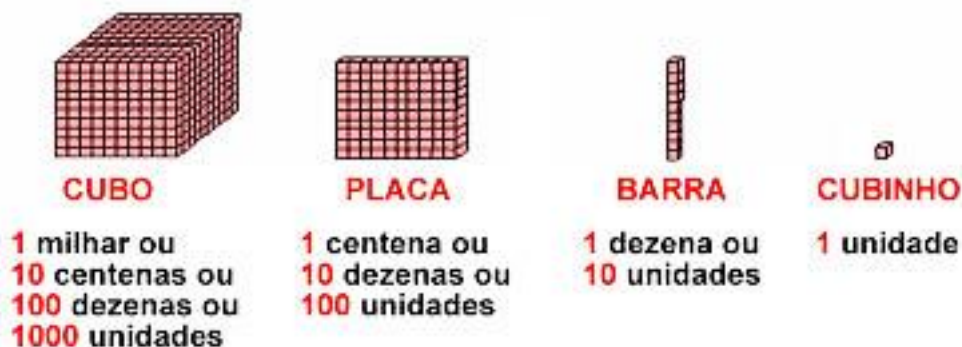 CUBO
1 milhar ou
10 centenas ou
100 dezenas ou
1000 unidades
PLACA
1 centena ou
10 dezenas ou
100 unidades
BARRA
1 dezena ou
10 unidades
CUBINHO
1 unidade